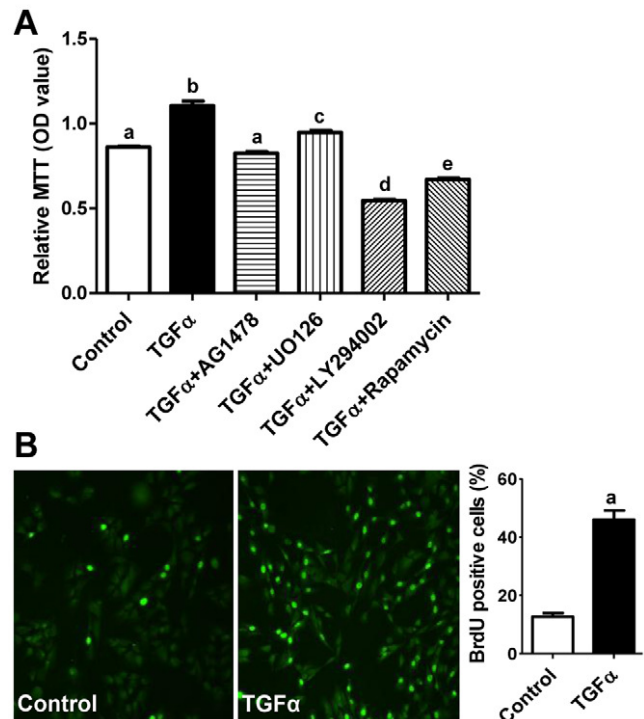 A
Relative MTT (OD value)
1.5
1.0
0.5
0.0
a
b
a
c
d
e
Control
TGFα
TGFα+AG1478
TGFα+UO126
TGFα+LY294002
TGFα+Rapamycin
B
Control
TGFα
BrdU positive cells (%)
60
40
20
0
a
Control
TGFα